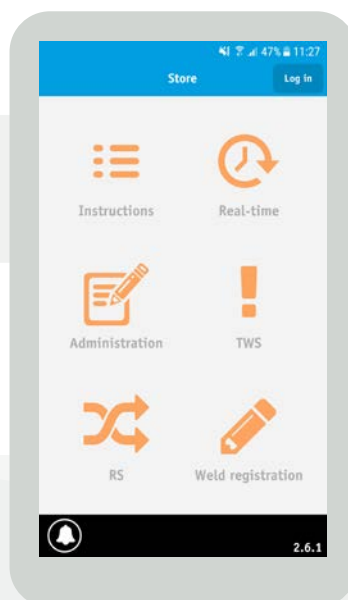 47% 11:27
Store
Log in
Instructions
Real-time
Administration
TWS
RS
Weld registration
2.6.1